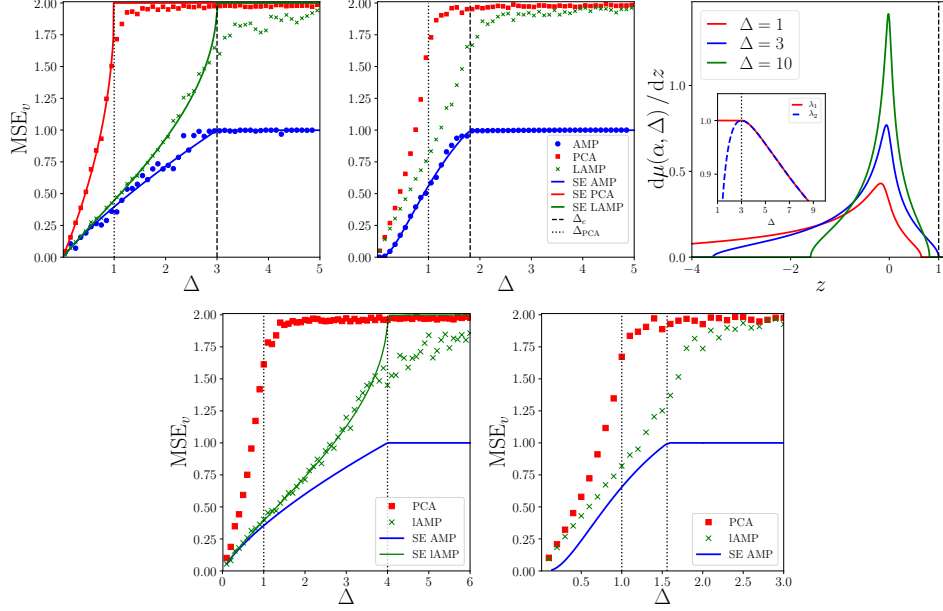 MSE_v
2.00
1.75
1.50
1.25
1.00
0.75
0.50
0.25
0.00
0 1 2 3 4 5
Δ
2.00
1.75
1.50
1.25
1.00
0.75
0.50
0.25
0.00
AMP
PCA
LAMP
SE AMP
SE PCA
SE LAMP
Δ_c
Δ_PCA
0 1 2 3 4 5
Δ
dμ(α, Δ) / dz
1.0
0.5
0.0
Δ = 1
Δ = 3
Δ = 10
1.0
0.9
λ₁
λ₂
1 3 5 7 9
Δ
−4 −2 0 1
z
MSE_v
2.00
1.75
1.50
1.25
1.00
0.75
0.50
0.25
0.00
PCA
lAMP
SE AMP
SE lAMP
0 1 2 3 4 5 6
Δ
MSE_v
2.00
1.75
1.50
1.25
1.00
0.75
0.50
0.25
0.00
PCA
lAMP
SE AMP
0.5 1.0 1.5 2.0 2.5 3.0
Δ